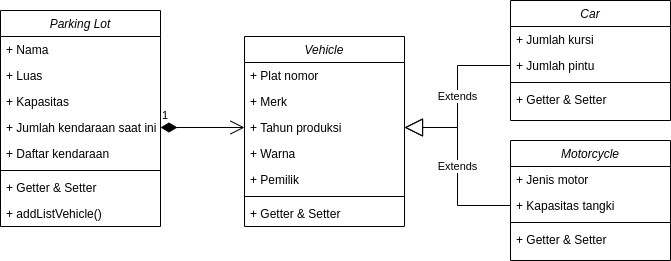 Parking Lot
+ Nama
+ Luas
+ Kapasitas
+ Jumlah kendaraan saat ini
+ Daftar kendaraan
+ Getter & Setter
+ addListVehicle()
1
Vehicle
+ Plat nomor
+ Merk
+ Tahun produksi
+ Warna
+ Pemilik
+ Getter & Setter
Extends
Extends
Car
+ Jumlah kursi
+ Jumlah pintu
+ Getter & Setter
Motorcycle
+ Jenis motor
+ Kapasitas tangki
+ Getter & Setter